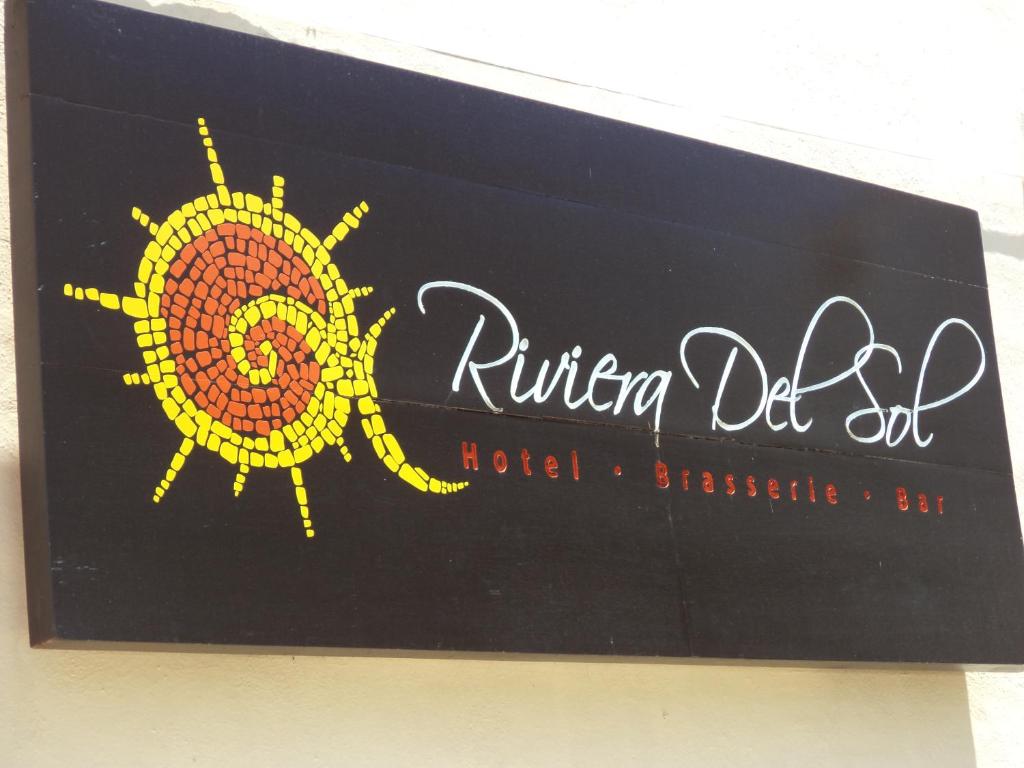 Riviera Del Sol
Hotel · Brasserie · Bar